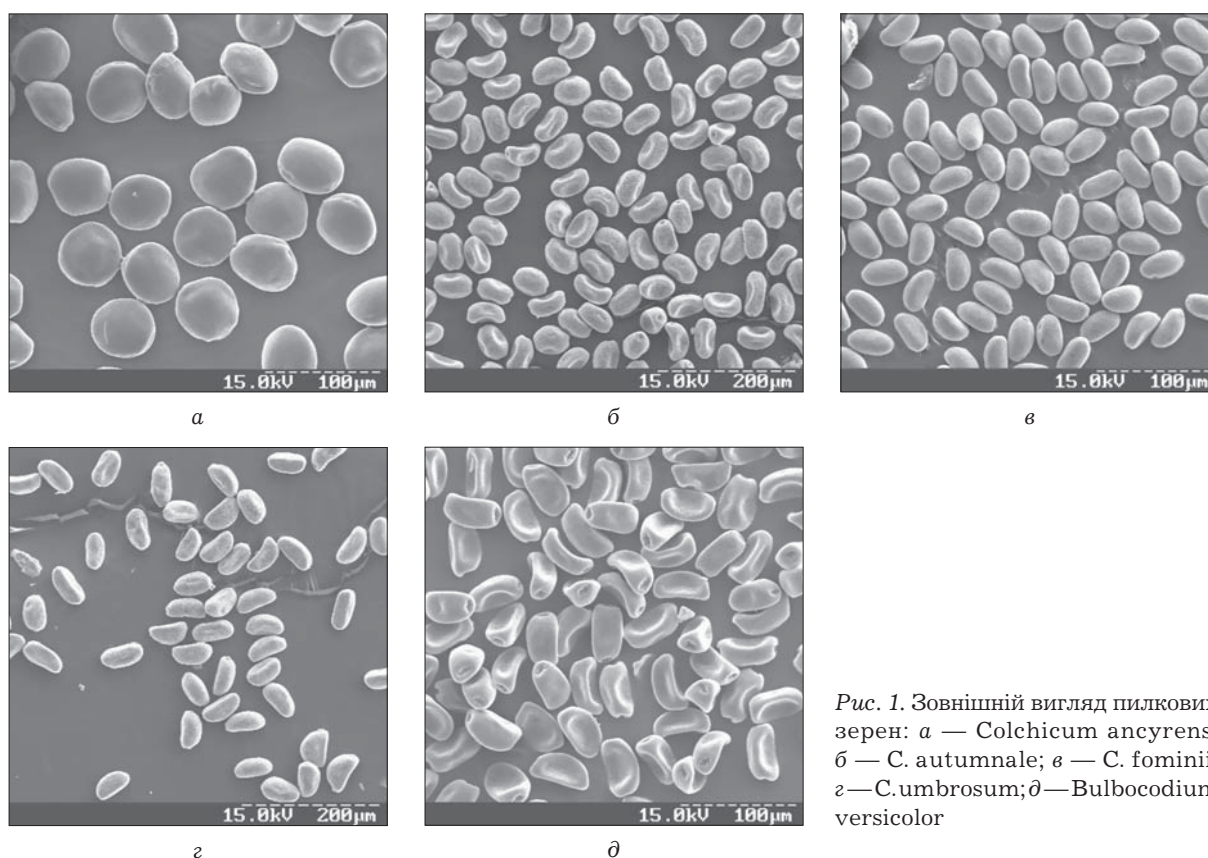 15.0kV 100µm
15.0kV 200µm
15.0kV 100µm
а
б
в
15.0kV 200µm
15.0kV 100µm
г
д
Рис. 1. Зовнішній вигляд пилкових
зерен: а — Colchicum ancyrens
б — C. autumnale; в — C. fominii
г—C.umbrosum;д—Bulbocodium
versicolor